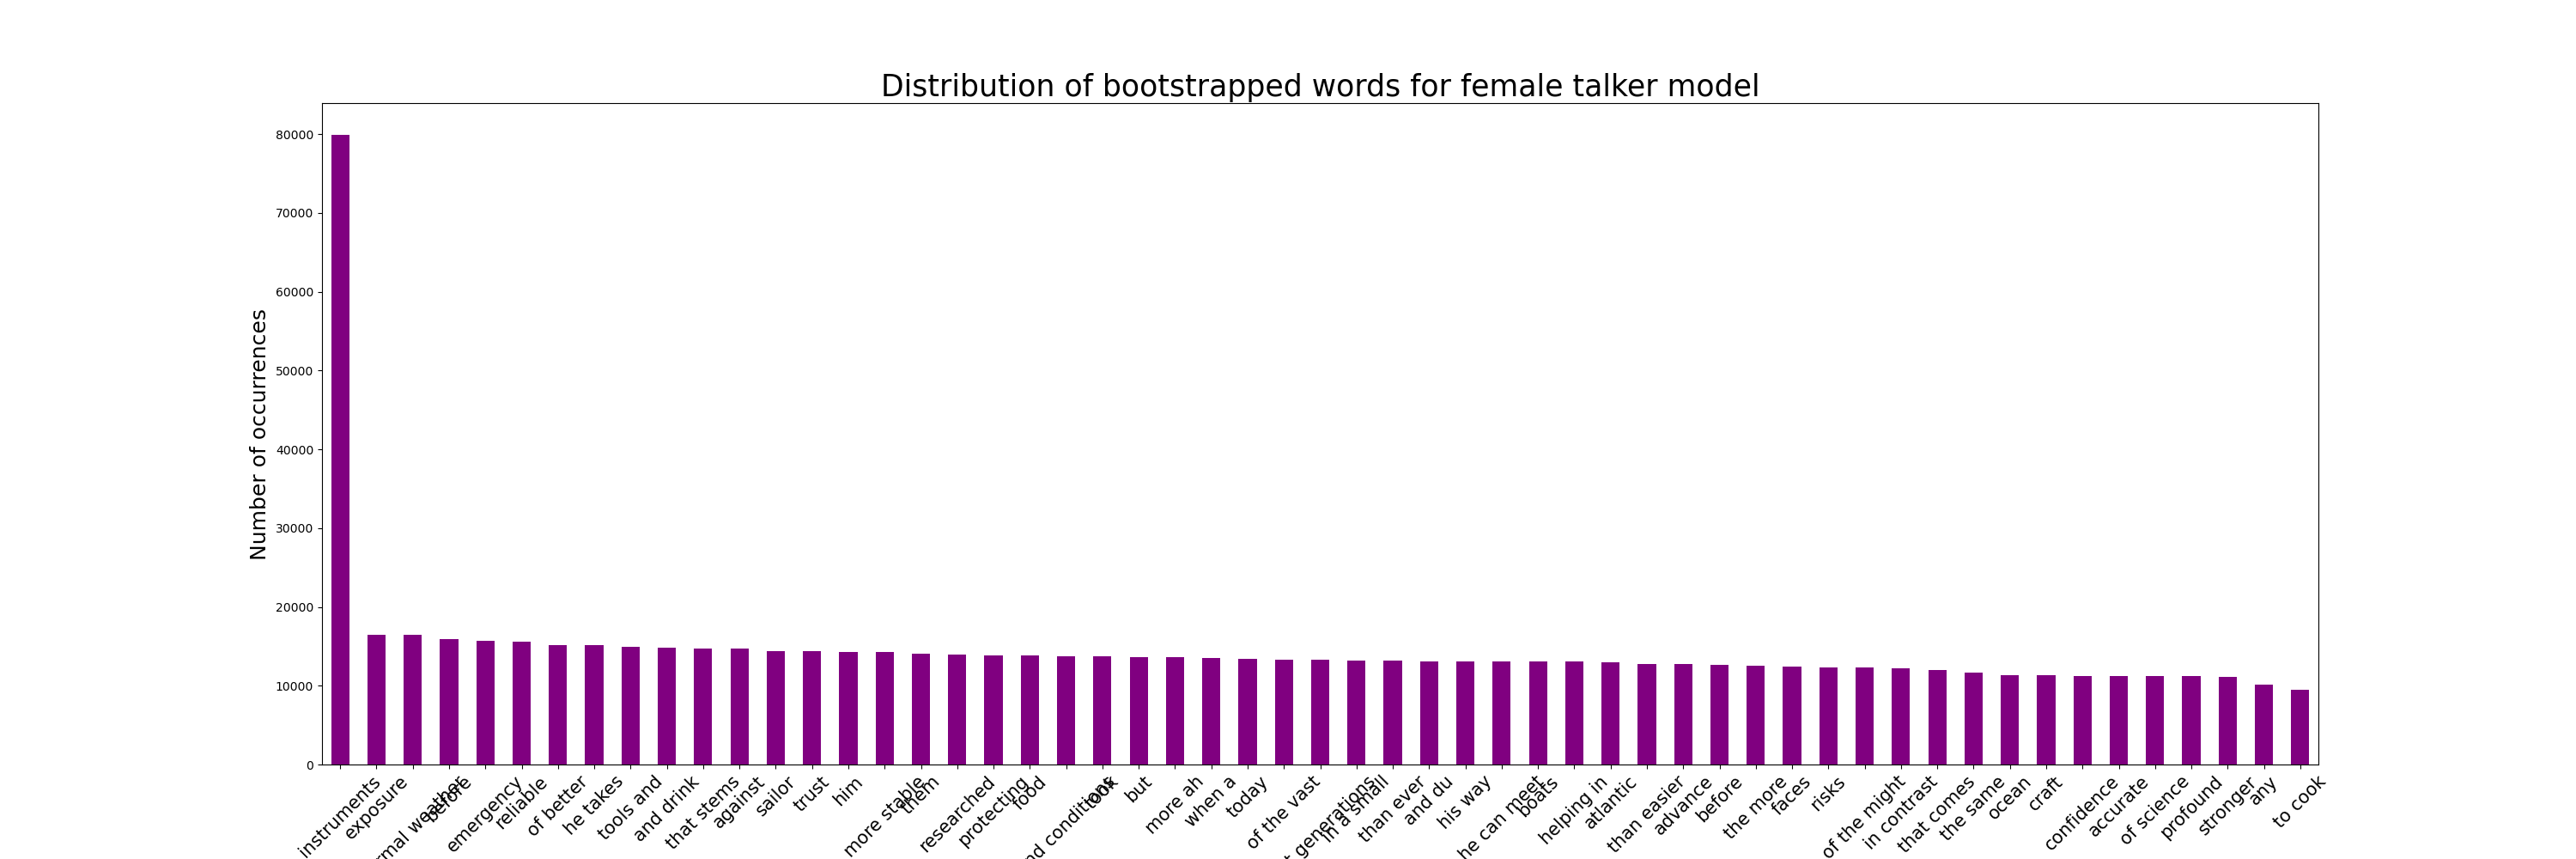 Distribution of bootstrapped words for female talker model
Number of occurrences
80000
70000
60000
50000
40000
30000
20000
10000
0
instruments
exposure
rmal weather
before
emergency
reliable
of better
he takes
tools and
and drink
that stems
against
sailor
trust
him
more stable
them
researched
protecting
food
nd conditions
took
but
more ah
when a
today
of the vast
t generations
in a small
than ever
and du
his way
he can meet
boats
helping in
atlantic
than easier
advance
before
the more
faces
risks
of the might
in contrast
that comes
the same
ocean
craft
confidence
accurate
of science
profound
stronger
any
to cook